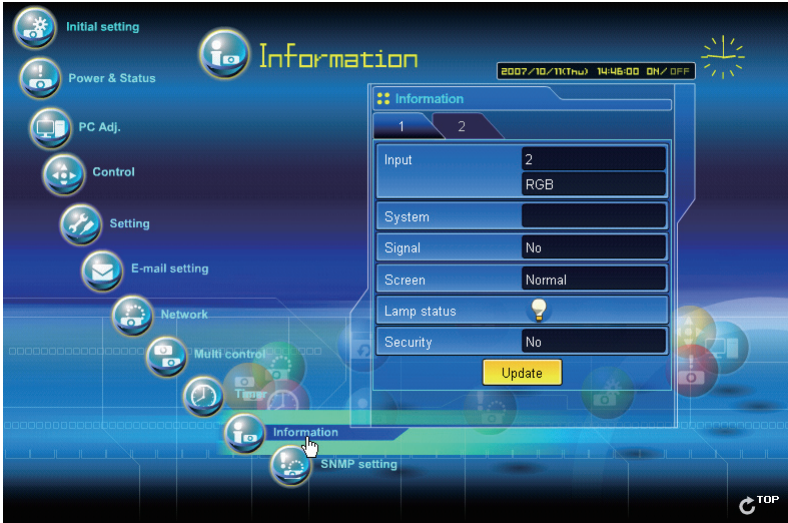 Initial setting
Power & Status
PC Adj.
Control
Setting
E-mail setting
Network
Multi control
Timer
Information
SNMP setting
Information
2007/10/11(Thu) 14:46:00 ON/OFF
Information
1 2
Input 2
RGB
System
Signal No
Screen Normal
Lamp status
Security No
Update
TOP